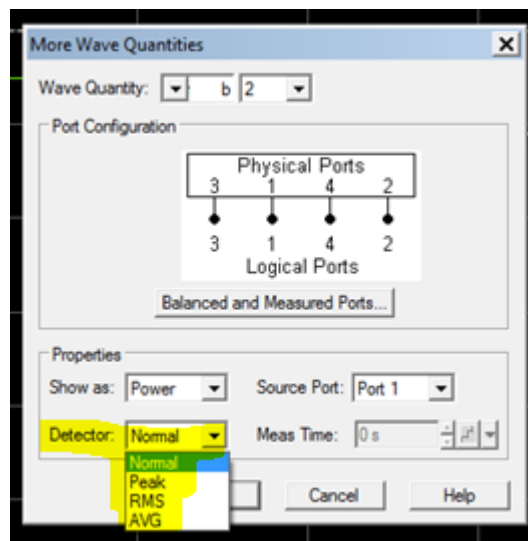 More Wave Quantities
Wave Quantity: b 2
Port Configuration
Physical Ports
3 1 4 2
3 1 4 2
Logical Ports
Balanced and Measured Ports...
Properties
Show as: Power Source Port: Port 1
Detector: Normal Meas Time: 0 s
Normal
Peak
RMS
AVG
Cancel Help